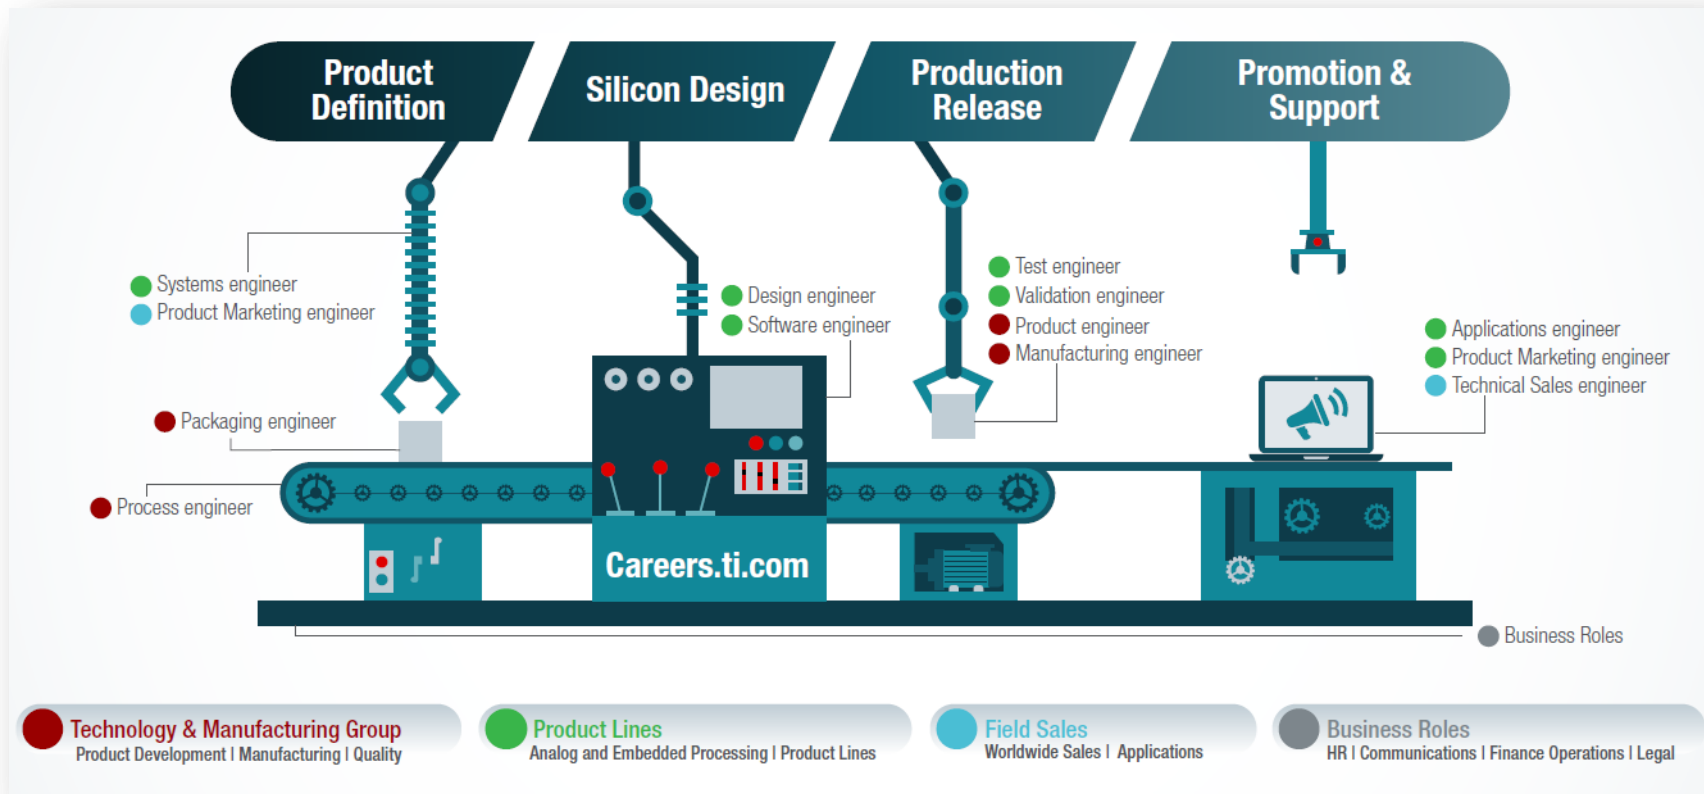 Product
Definition
Silicon Design
Production
Release
Promotion &
Support
Systems engineer
Product Marketing engineer
Design engineer
Software engineer
Test engineer
Validation engineer
Product engineer
Manufacturing engineer
Applications engineer
Product Marketing engineer
Technical Sales engineer
Packaging engineer
Process engineer
Careers.ti.com
Business Roles
Technology & Manufacturing Group
Product Development | Manufacturing | Quality
Product Lines
Analog and Embedded Processing | Product Lines
Field Sales
Worldwide Sales | Applications
Business Roles
HR | Communications | Finance Operations | Legal